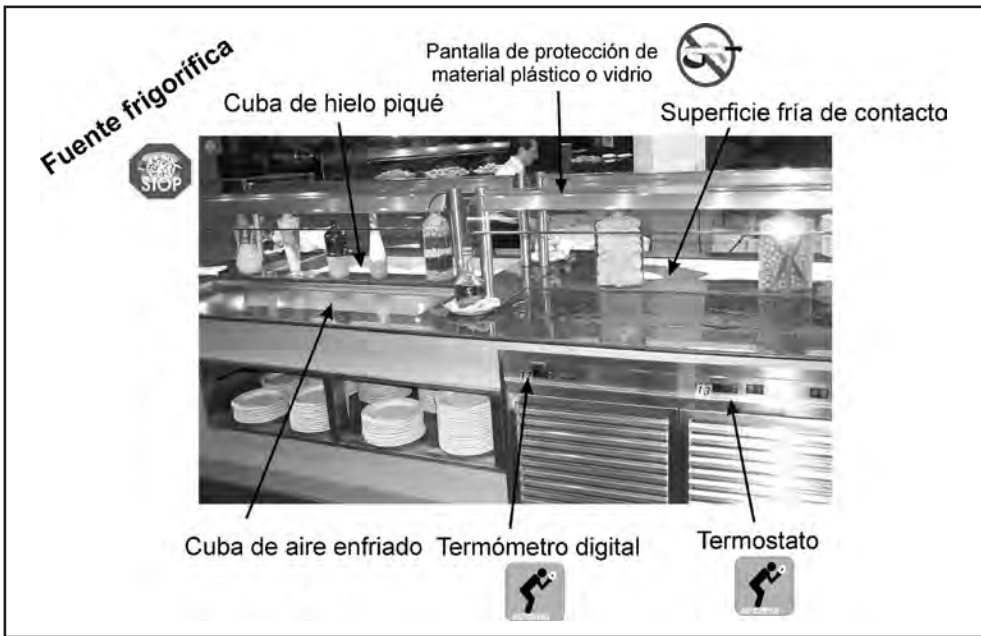 Fuente frigorífica
Pantalla de protección de
material plástico o vidrio
Cuba de hielo piqué
Superficie fría de contacto
STOP
13
Cuba de aire enfriado
Termómetro digital
Termostato